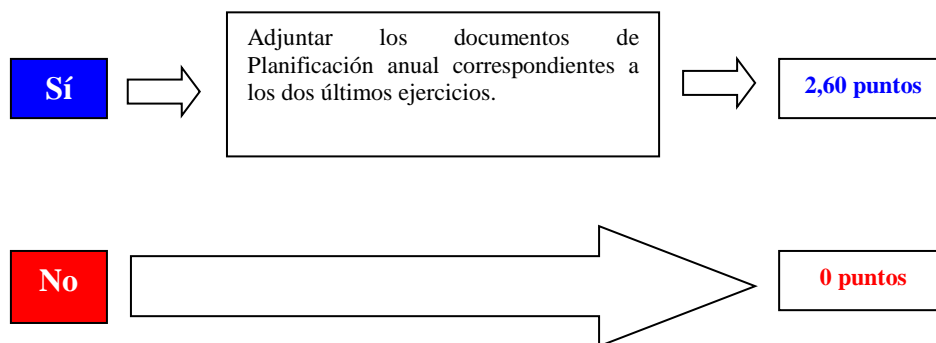 Adjuntar los documentos de
Planificación anual correspondientes a
los dos últimos ejercicios.
Sí
2,60 puntos
No
0 puntos